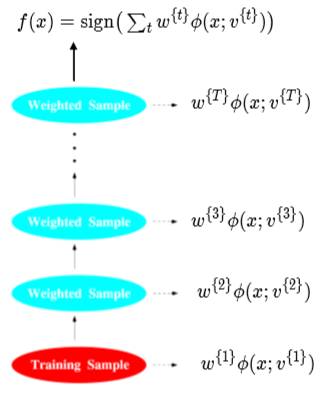 f(x) = sign(∑_t w^{t} ϕ(x; v^{t}))
Weighted Sample w^{T} ϕ(x; v^{T})
Weighted Sample w^{3} ϕ(x; v^{3})
Weighted Sample w^{2} ϕ(x; v^{2})
Training Sample w^{1} ϕ(x; v^{1})